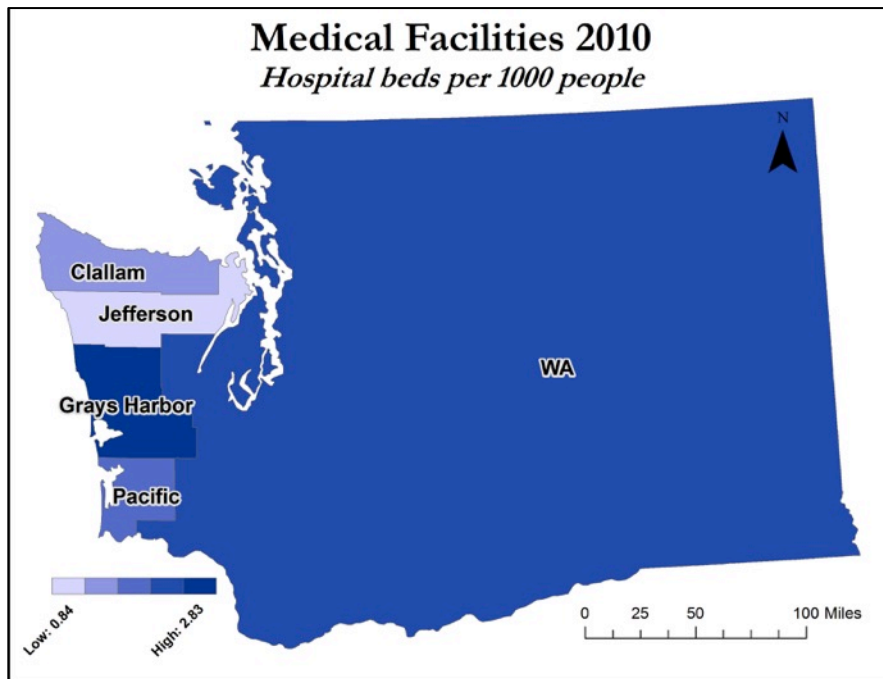 Medical Facilities 2010
Hospital beds per 1000 people
N
Clallam
Jefferson
WA
Grays Harbor
Pacific
Low: 0.84
High: 2.83
0 25 50 100 Miles